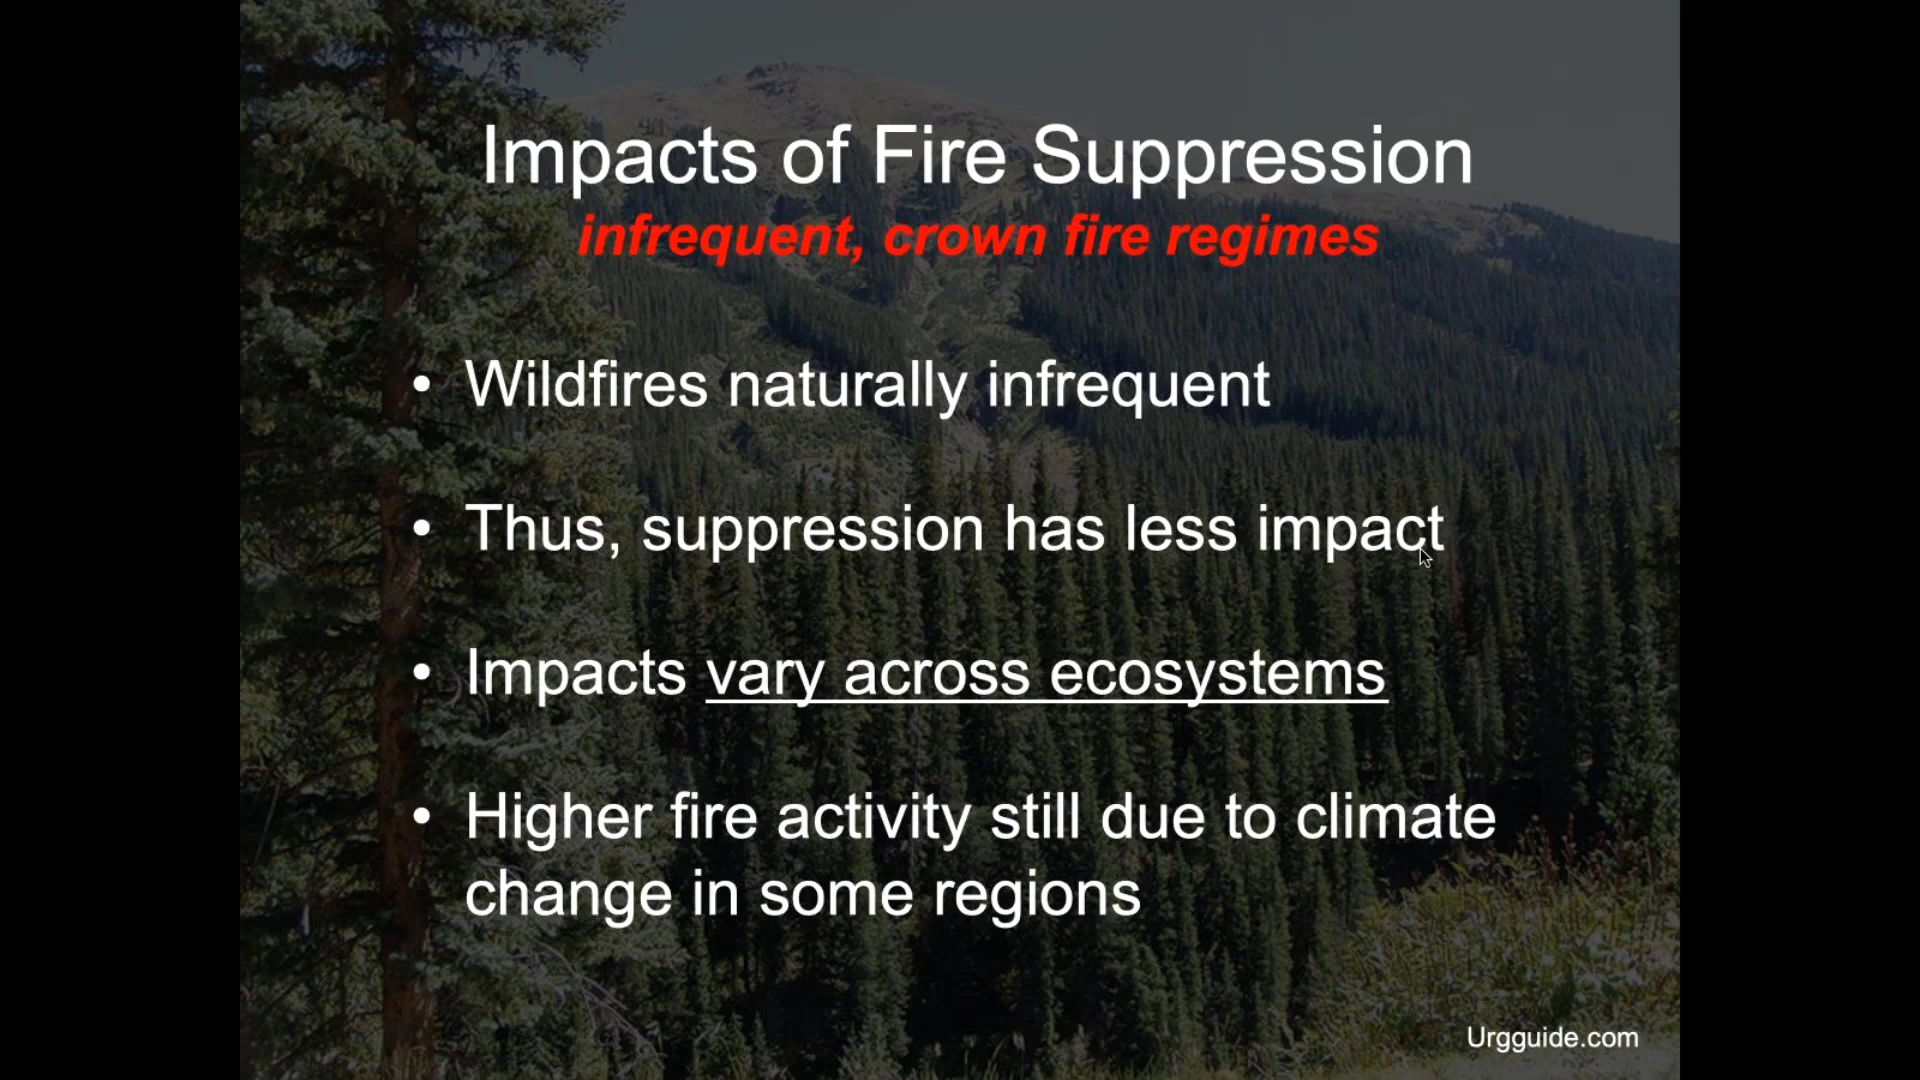 Impacts of Fire Suppression
infrequent, crown fire regimes
• Wildfires naturally infrequent
• Thus, suppression has less impact
• Impacts vary across ecosystems
• Higher fire activity still due to climate
change in some regions
Urgguide.com